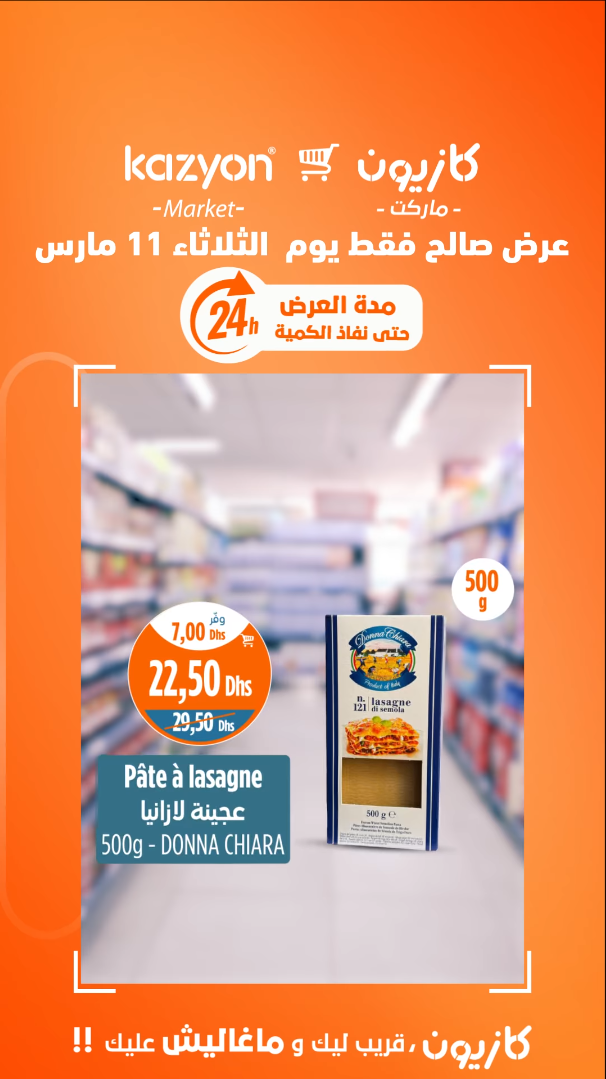 kazyon® كازيون
-Market- - ماركت -
عرض صالح فقط يوم الثلاثاء 11 مارس
24h
مدة العرض
حتى نفاذ الكمية
500
g
وفّر
7,00 Dhs
22,50 Dhs
29,50 Dhs
Pâte à lasagne
عجينة لازانيا
500g - DONNA CHIARA
Donna Chiara
Product of Italy
n.
121
lasagne
di semola
500 g ℮
كازيون، قريب ليك و ماغاليش عليك !!